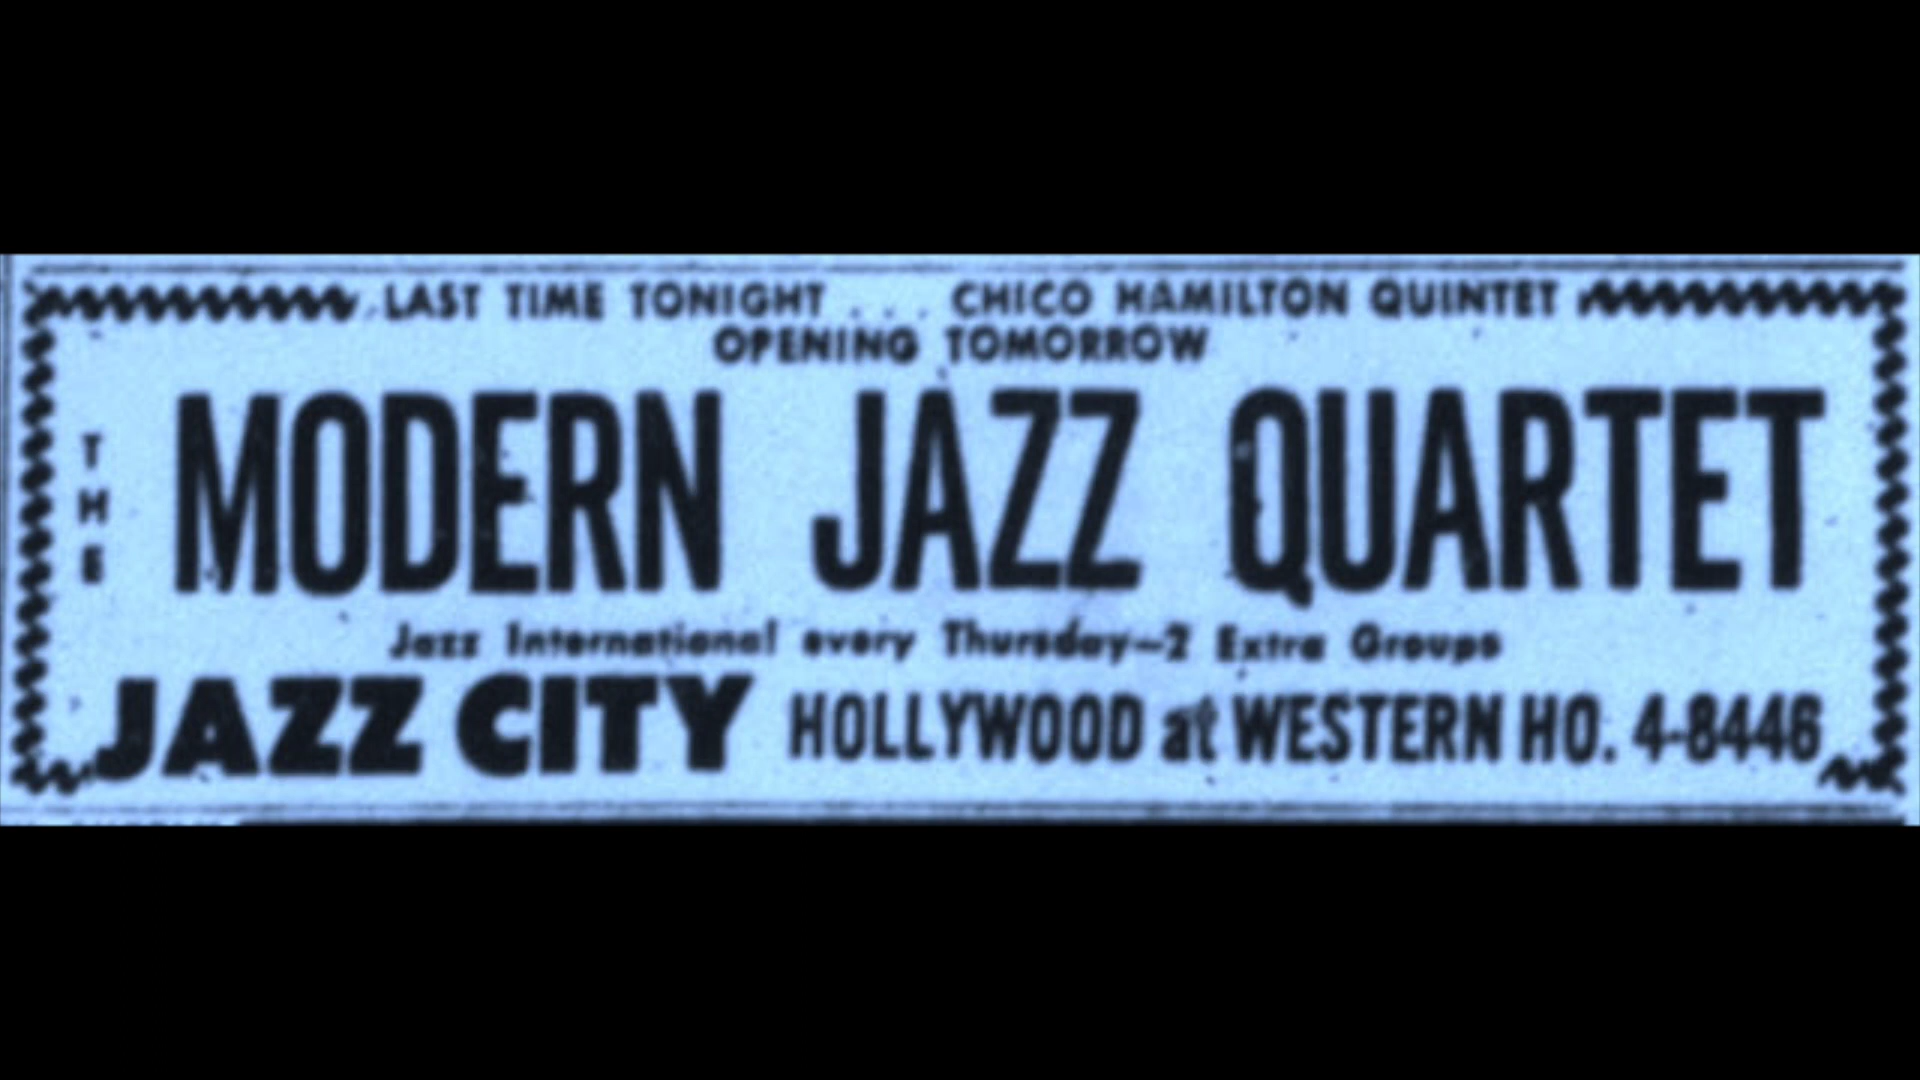 LAST TIME TONIGHT . . . CHICO HAMILTON QUINTET
OPENING TOMORROW
THE
MODERN JAZZ QUARTET
Jazz International every Thursday—2 Extra Groups
JAZZ CITY HOLLYWOOD at WESTERN HO. 4-8446